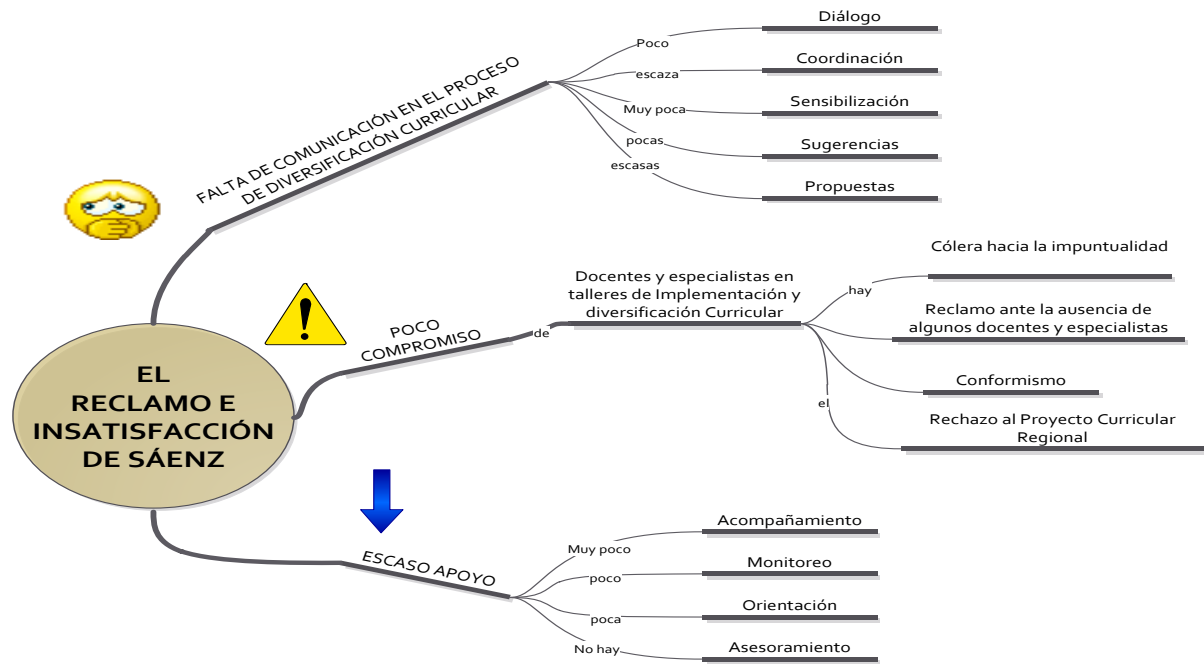 Diálogo
Poco
Coordinación
escaza
Sensibilización
Muy poca
Sugerencias
pocas
Propuestas
escasas
FALTA DE COMUNICACIÓN EN EL PROCESO
DE DIVERSIFICACIÓN CURRICULAR
EL
RECLAMO E
INSATISFACCIÓN
DE SÁENZ
POCO
COMPROMISO
de
Docentes y especialistas en
talleres de Implementación y
diversificación Curricular
hay
Cólera hacia la impuntualidad
Reclamo ante la ausencia de
algunos docentes y especialistas
Conformismo
el
Rechazo al Proyecto Curricular
Regional
ESCASO APOYO
Muy poco
Acompañamiento
poco
Monitoreo
poca
Orientación
No hay
Asesoramiento